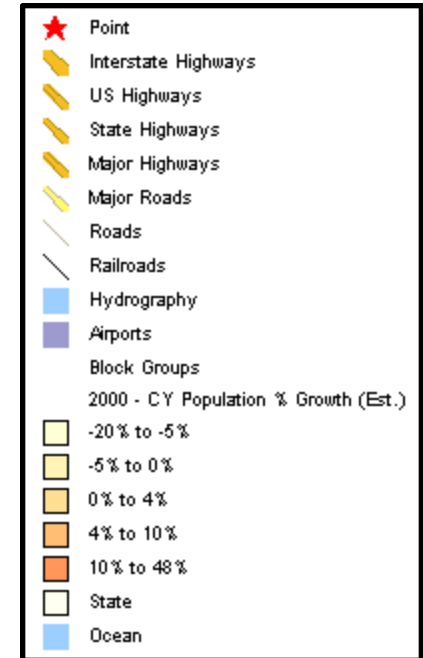 Point
Interstate Highways
US Highways
State Highways
Major Highways
Major Roads
Roads
Railroads
Hydrography
Airports
Block Groups
2000 - CY Population % Growth (Est.)
-20% to -5%
-5% to 0%
0% to 4%
4% to 10%
10% to 48%
State
Ocean